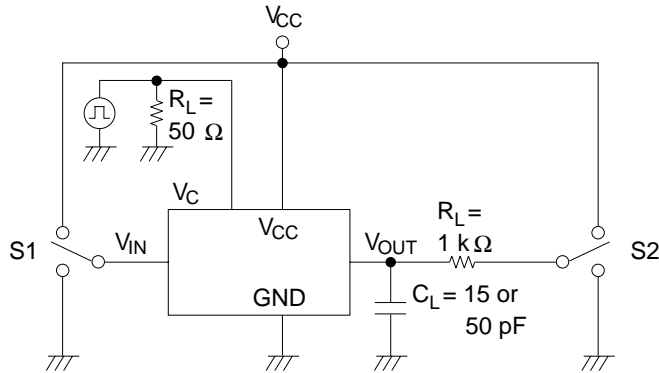 VCC
RL =
50 Ω
VC
VCC
RL =
1 kΩ
S1
VIN
VOUT
S2
GND
CL = 15 or
50 pF